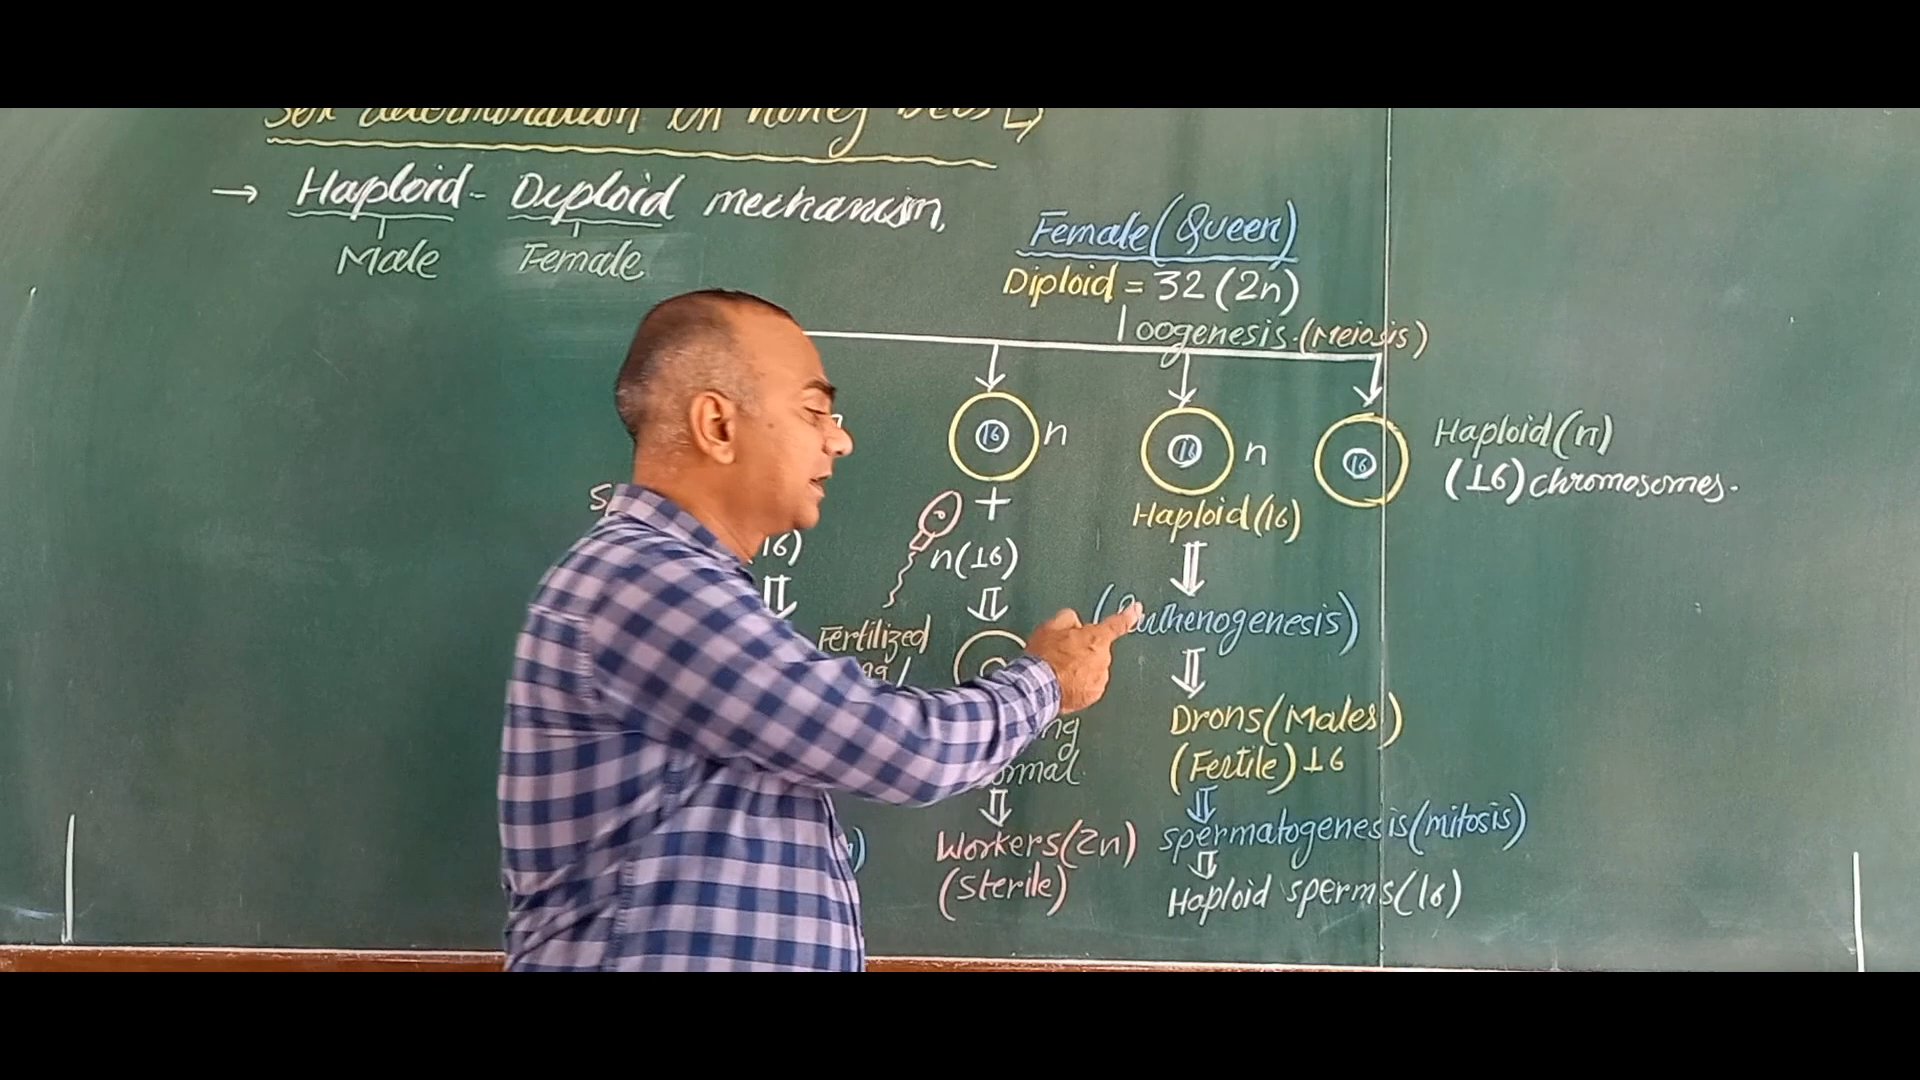 Sex determination in honey bees
→ Haploid - Diploid mechanism,
Male Female
Female (Queen)
Diploid = 32 (2n)
oogenesis. (Meiosis)
16 n
16 n
16
Haploid (n)
(16) chromosomes.
+
n(16)
Haploid (16)
16)
Fertilized
(Parthenogenesis)
Drons (Males)
(Fertile) 16
Workers (2n)
(Sterile)
spermatogenesis (mitosis)
Haploid sperms (16)